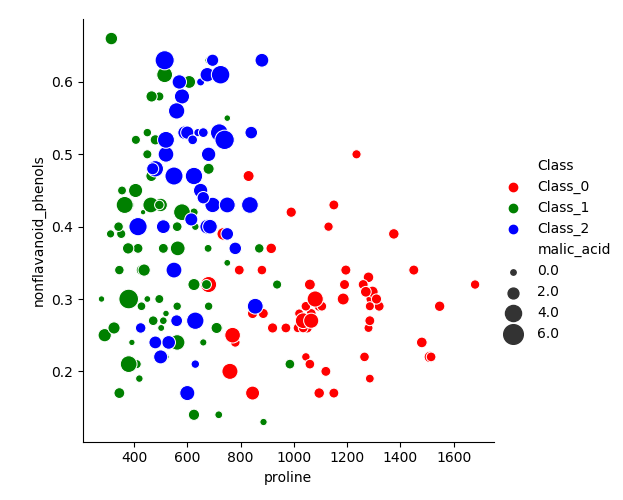 0.6
0.5
0.4
0.3
0.2
nonflavanoid_phenols
400
600
800
1000
1200
1400
1600
proline
Class
Class_0
Class_1
Class_2
malic_acid
0.0
2.0
4.0
6.0